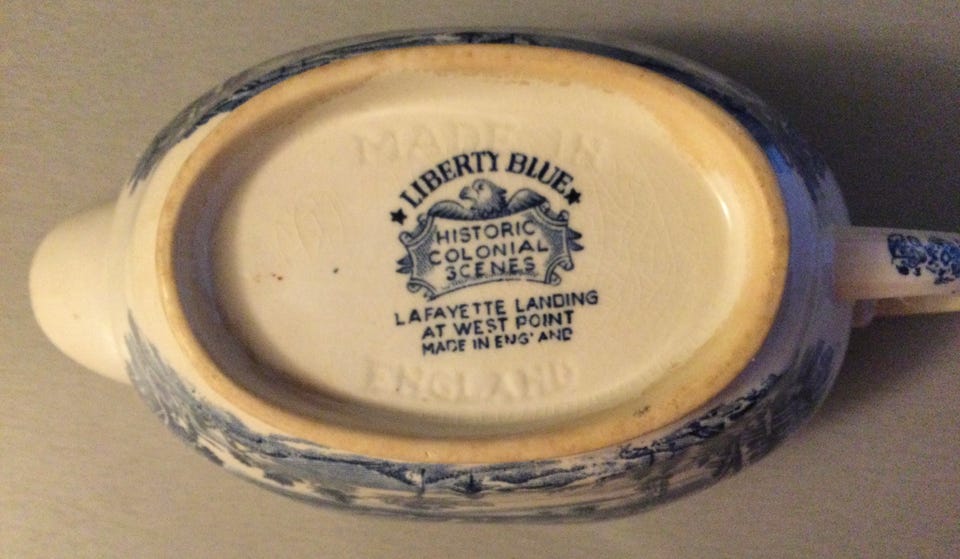 MADE IN
★ LIBERTY BLUE ★
HISTORIC
COLONIAL
SCENES
LAFAYETTE LANDING
AT WEST POINT
MADE IN ENGLAND
ENGLAND